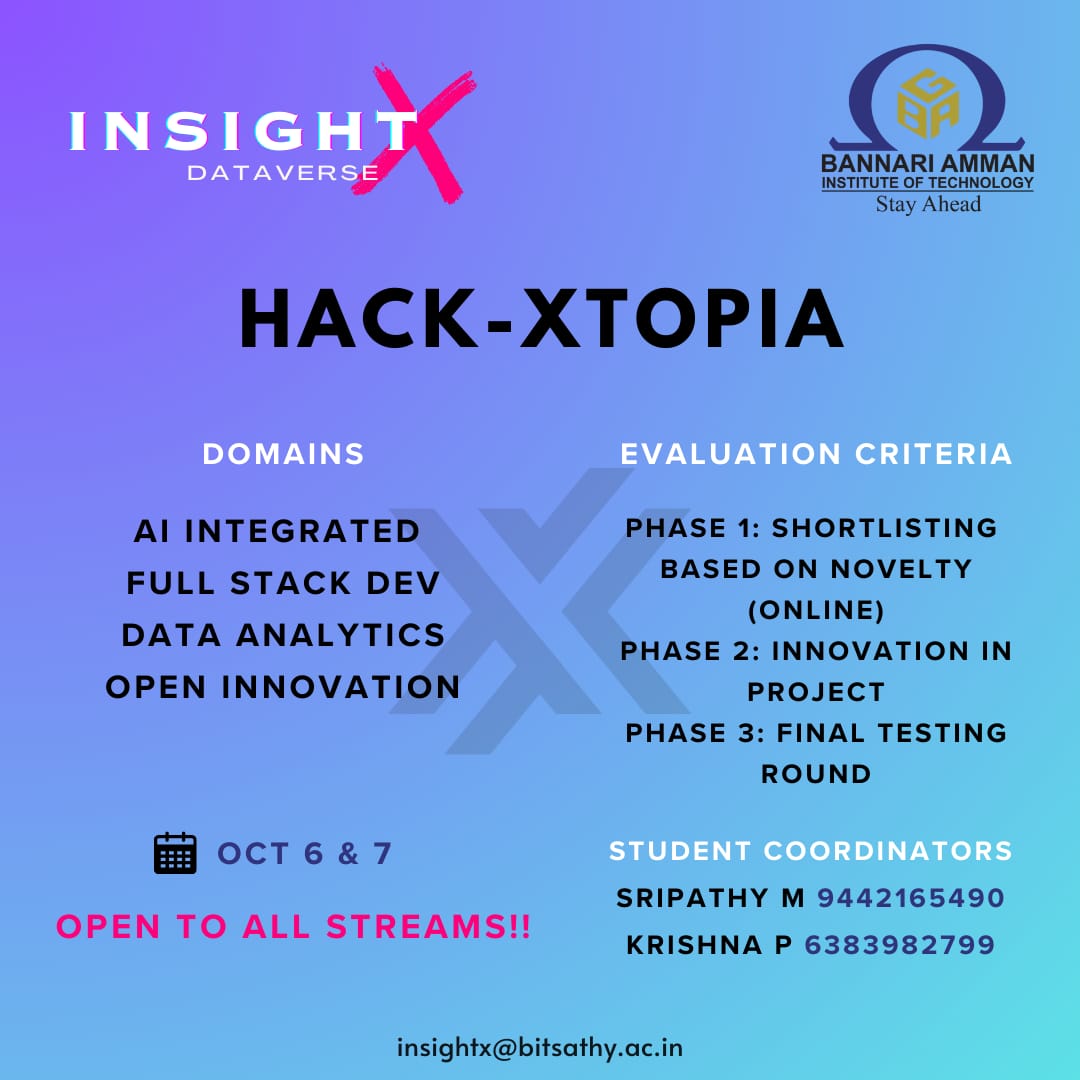 INSIGHTX
DATAVERSE
GBA
BANNARI AMMAN
INSTITUTE OF TECHNOLOGY
Stay Ahead
HACK-XTOPIA
DOMAINS
AI INTEGRATED
FULL STACK DEV
DATA ANALYTICS
OPEN INNOVATION
EVALUATION CRITERIA
PHASE 1: SHORTLISTING
BASED ON NOVELTY
(ONLINE)
PHASE 2: INNOVATION IN
PROJECT
PHASE 3: FINAL TESTING
ROUND
OCT 6 & 7
OPEN TO ALL STREAMS!!
STUDENT COORDINATORS
SRIPATHY M 9442165490
KRISHNA P 6383982799
insightx@bitsathy.ac.in